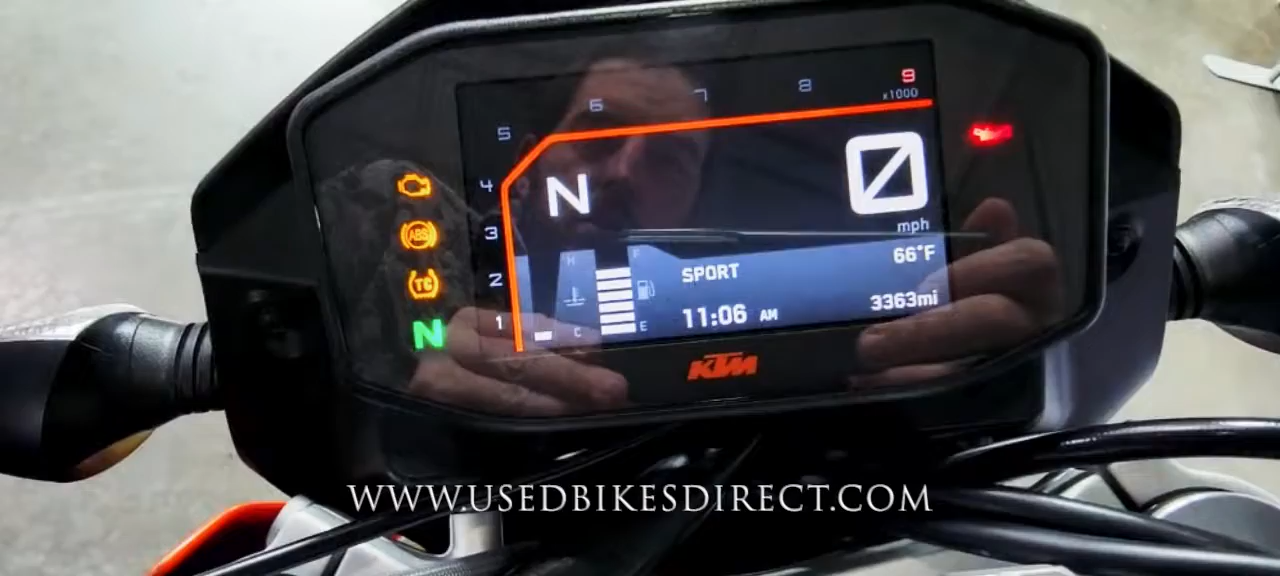 5 6 7 8 9
x1000
4
3
2
1
N
0
mph
ABS
TC
N
H F
C E
SPORT
66°F
11:06 AM
3363mi
KTM
WWW.USEDBIKESDIRECT.COM